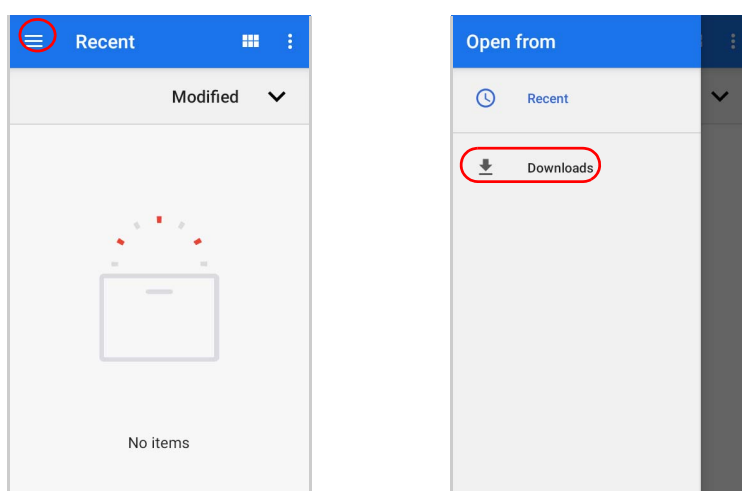 Recent
Modified
No items
Open from
Recent
Downloads